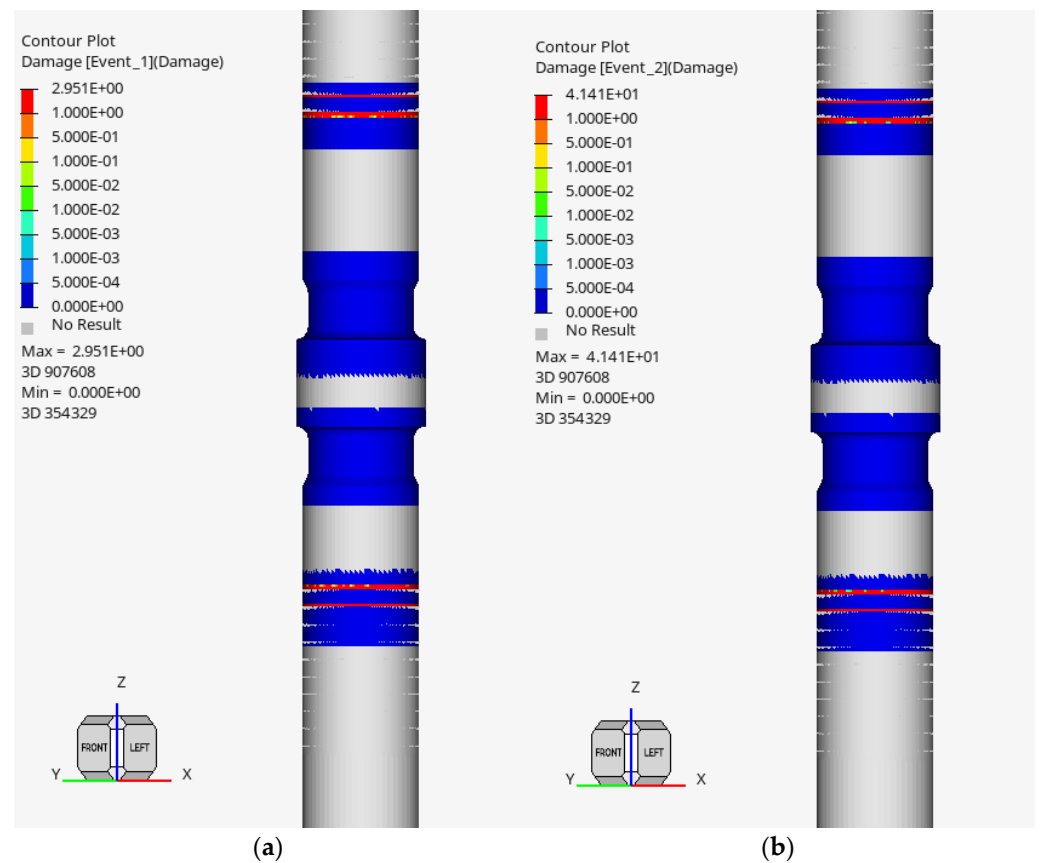 Contour Plot
Damage [Event_1](Damage)
2.951E+00
1.000E+00
5.000E-01
1.000E-01
5.000E-02
1.000E-02
5.000E-03
1.000E-03
5.000E-04
0.000E+00
No Result
Max = 2.951E+00
3D 907608
Min = 0.000E+00
3D 354329
Z
FRONT
LEFT
Y
X
(a)
Contour Plot
Damage [Event_2](Damage)
4.141E+01
1.000E+00
5.000E-01
1.000E-01
5.000E-02
1.000E-02
5.000E-03
1.000E-03
5.000E-04
0.000E+00
No Result
Max = 4.141E+01
3D 907608
Min = 0.000E+00
3D 354329
Z
FRONT
LEFT
Y
X
(b)